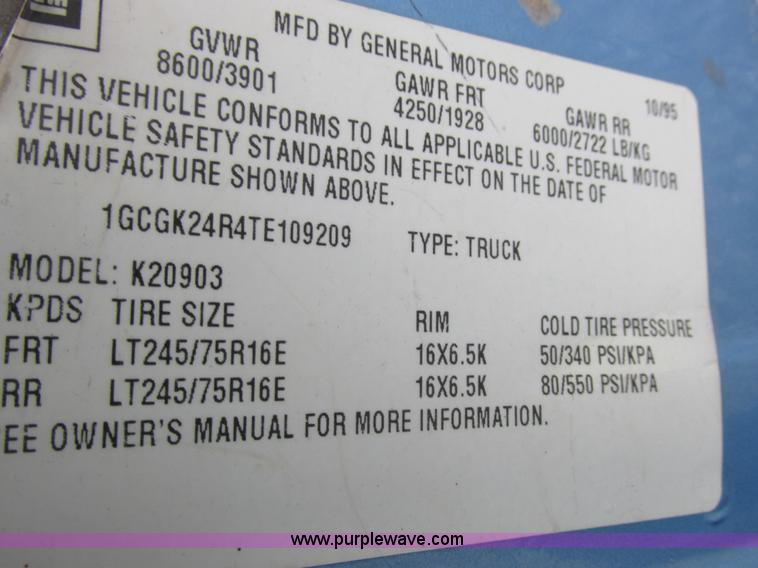 GM
MFD BY GENERAL MOTORS CORP
10/95
GVWR GAWR FRT GAWR RR
8600/3901 4250/1928 6000/2722 LB/KG
THIS VEHICLE CONFORMS TO ALL APPLICABLE U.S. FEDERAL MOTOR
VEHICLE SAFETY STANDARDS IN EFFECT ON THE DATE OF
MANUFACTURE SHOWN ABOVE.
1GCGK24R4TE109209 TYPE: TRUCK
MODEL: K20903
KPDS TIRE SIZE RIM COLD TIRE PRESSURE
FRT LT245/75R16E 16X6.5K 50/340 PSI/KPA
RR LT245/75R16E 16X6.5K 80/550 PSI/KPA
EE OWNER'S MANUAL FOR MORE INFORMATION.
www.purplewave.com